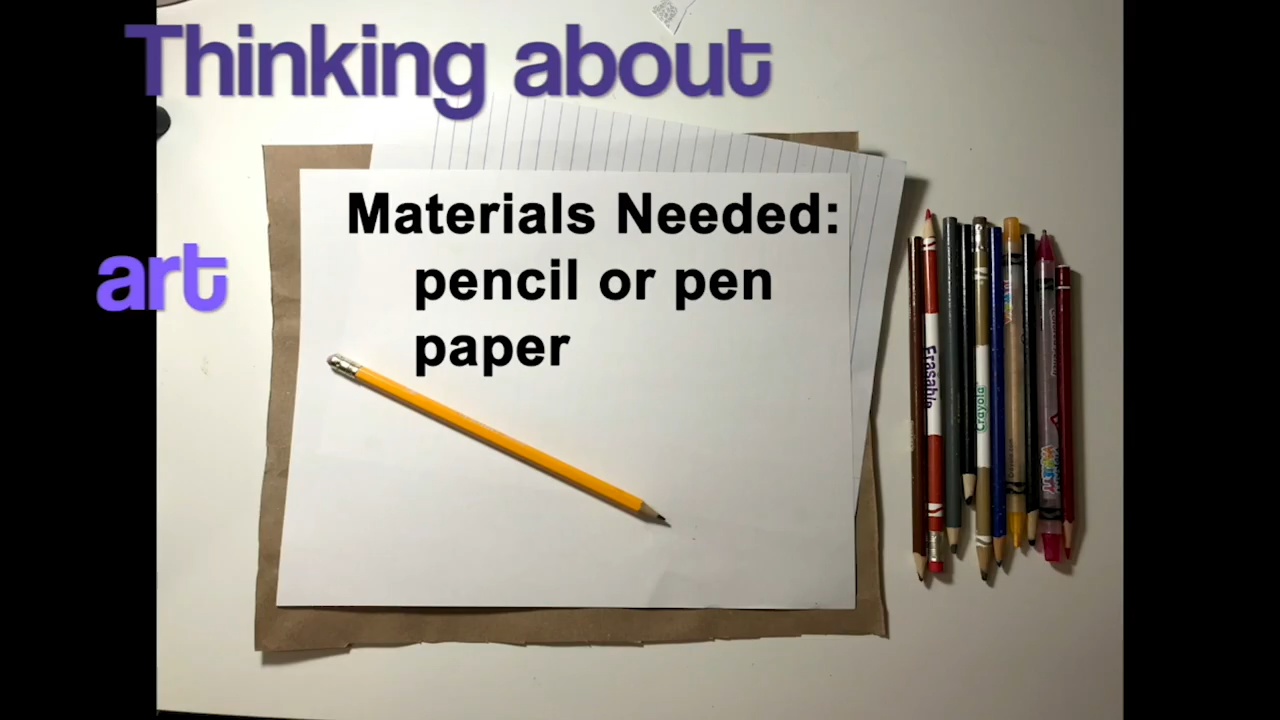 Thinking about
art
Materials Needed:
pencil or pen
paper
Erasable
Crayola